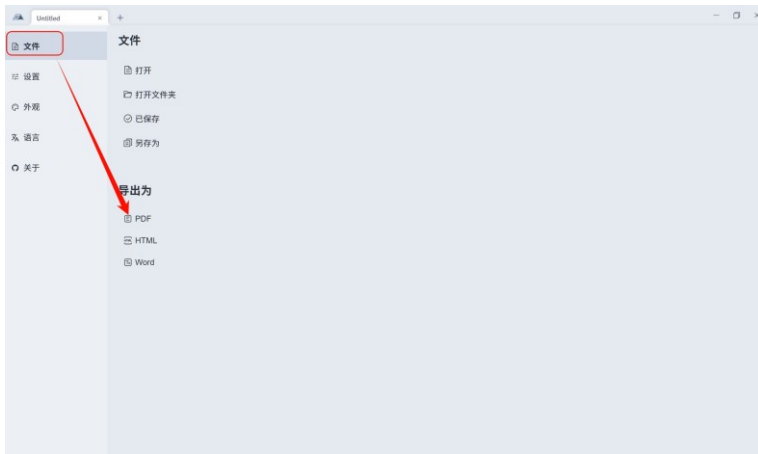 Untitled
文件
设置
外观
语言
关于
文件
打开
打开文件夹
已保存
另存为
导出为
PDF
HTML
Word